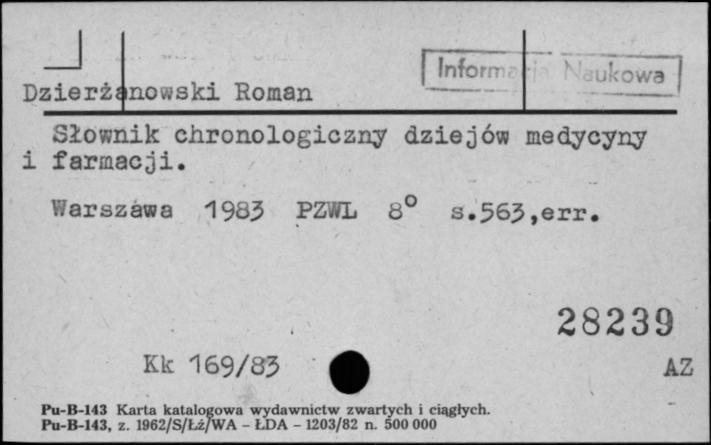 Informacja Naukowa
Dzierżanowski Roman
Słownik chronologiczny dziejów medycyny
i farmacji.
Warszawa 1983 PZWL 8° s.563,err.
28239
Kk 169/83
AZ
Pu-B-143 Karta katalogowa wydawnictw zwartych i ciągłych.
Pu-B-143, z. 1962/S/Łź/WA - ŁDA - 1203/82 n. 500 000